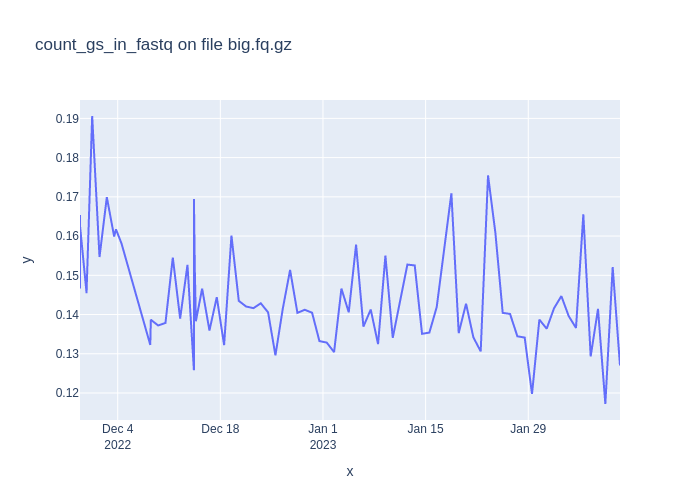 count_gs_in_fastq on file big.fq.gz
0.19
0.18
0.17
0.16
0.15
0.14
0.13
0.12
y
Dec 4
2022
Dec 18
Jan 1
2023
Jan 15
Jan 29
x